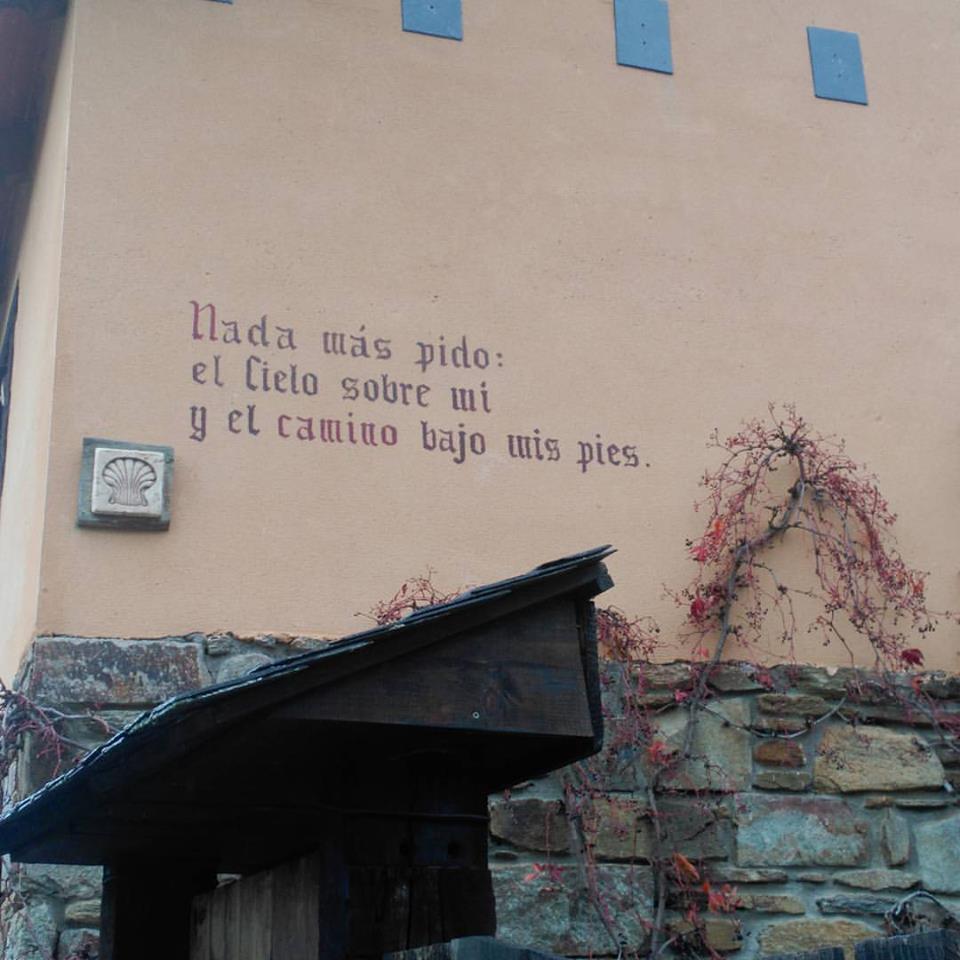 Nada más pido:
el Cielo sobre mi
y el camino bajo mis pies.